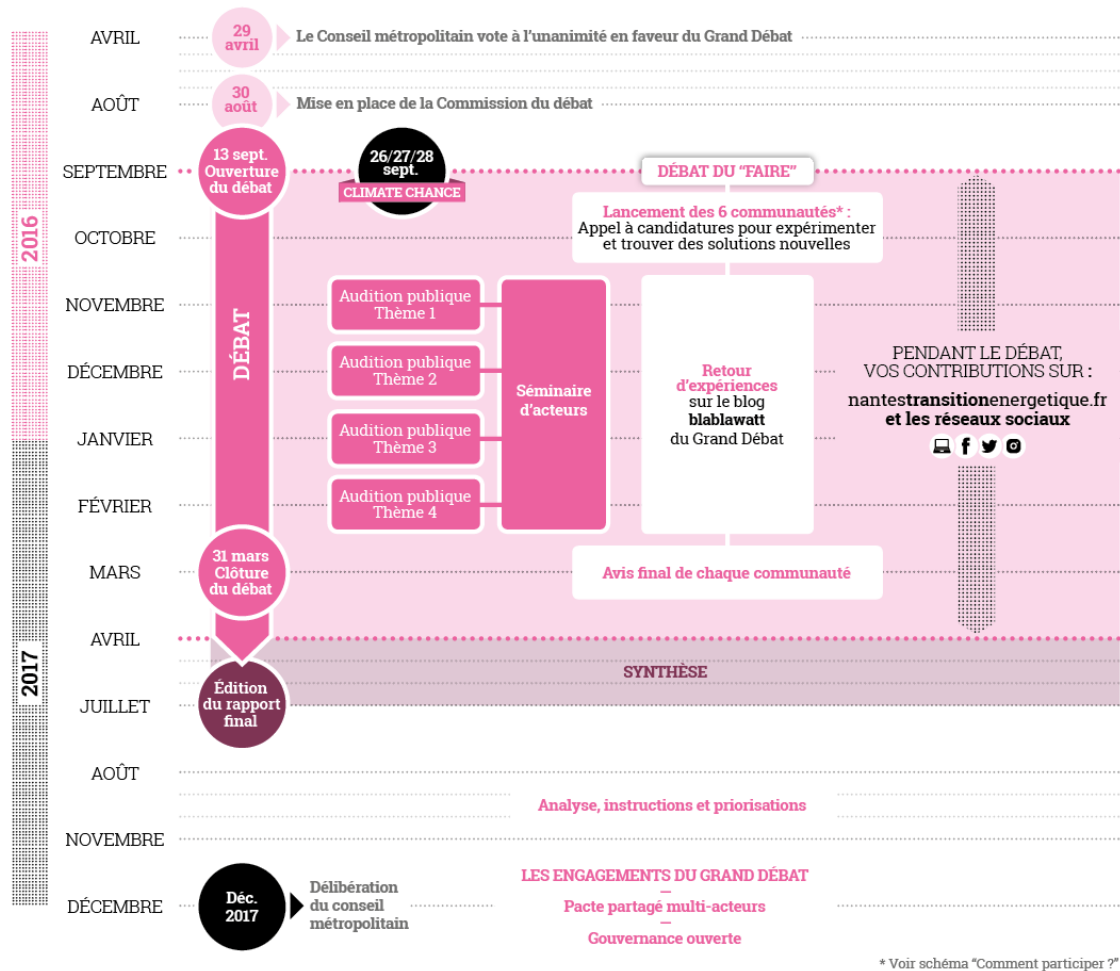 AVRIL
29
avril
Le Conseil métropolitain vote à l'unanimité en faveur du Grand Débat
AOÛT
30
août
Mise en place de la Commission du débat
2016
SEPTEMBRE
13 sept.
Ouverture
du débat
26/27/28
sept.
CLIMATE CHANCE
DÉBAT DU "FAIRE"
Lancement des 6 communautés* :
Appel à candidatures pour expérimenter
et trouver des solutions nouvelles
OCTOBRE
NOVEMBRE
DÉBAT
Audition publique
Thème 1
DÉCEMBRE
Audition publique
Thème 2
JANVIER
Audition publique
Thème 3
FÉVRIER
Audition publique
Thème 4
Séminaire
d'acteurs
Retour
d'expériences
sur le blog
blablawatt
du Grand Débat
PENDANT LE DÉBAT,
VOS CONTRIBUTIONS SUR :
nantestransitionenergetique.fr
et les réseaux sociaux
MARS
31 mars
Clôture
du débat
Avis final de chaque communauté
2017
AVRIL
SYNTHÈSE
JUILLET
Édition
du rapport
final
AOÛT
Analyse, instructions et priorisations
NOVEMBRE
DÉCEMBRE
Déc.
2017
Délibération
du conseil
métropolitain
LES ENGAGEMENTS DU GRAND DÉBAT
—
Pacte partagé multi-acteurs
—
Gouvernance ouverte
* Voir schéma "Comment participer ?"